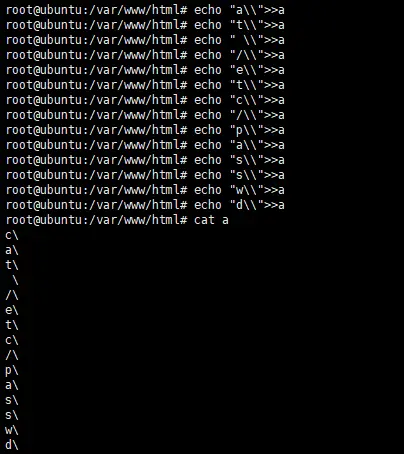 root@ubuntu:/var/www/html# echo "a\\">>a
root@ubuntu:/var/www/html# echo "t\\">>a
root@ubuntu:/var/www/html# echo " \\">>a
root@ubuntu:/var/www/html# echo "/\\">>a
root@ubuntu:/var/www/html# echo "e\\">>a
root@ubuntu:/var/www/html# echo "t\\">>a
root@ubuntu:/var/www/html# echo "c\\">>a
root@ubuntu:/var/www/html# echo "/\\">>a
root@ubuntu:/var/www/html# echo "p\\">>a
root@ubuntu:/var/www/html# echo "a\\">>a
root@ubuntu:/var/www/html# echo "s\\">>a
root@ubuntu:/var/www/html# echo "s\\">>a
root@ubuntu:/var/www/html# echo "w\\">>a
root@ubuntu:/var/www/html# echo "d\\">>a
root@ubuntu:/var/www/html# cat a
c\
a\
t\
 \
/\
e\
t\
c\
/\
p\
a\
s\
s\
w\
d\